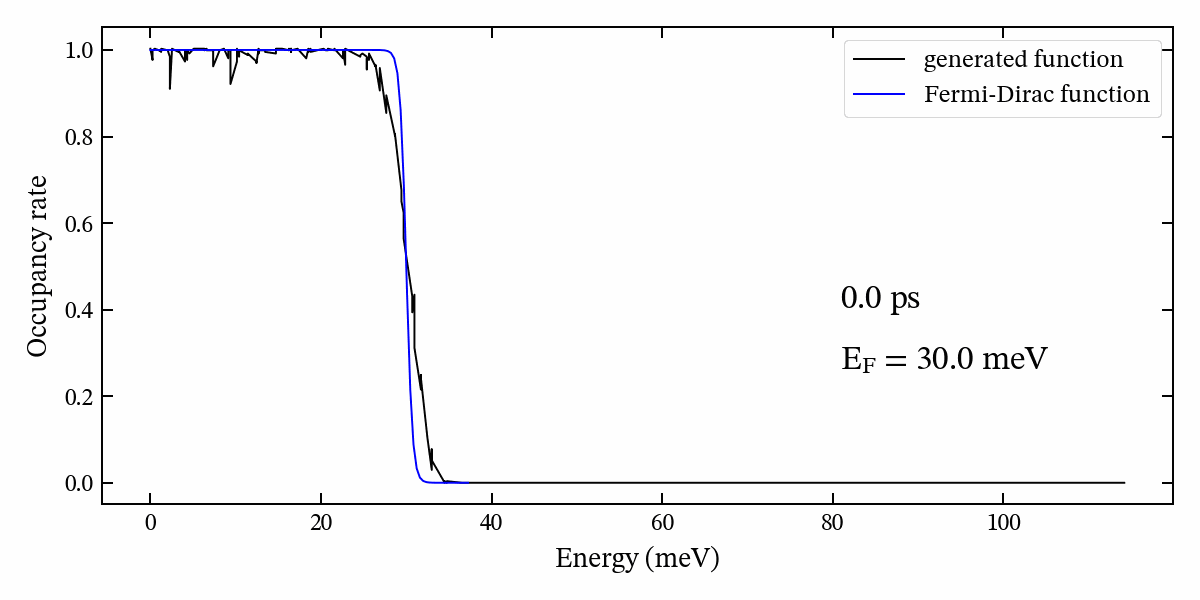 generated function
Fermi-Dirac function
1.0
0.8
0.6
0.4
0.2
0.0
Occupancy rate
0.0 ps
E_F = 30.0 meV
0 20 40 60 80 100
Energy (meV)